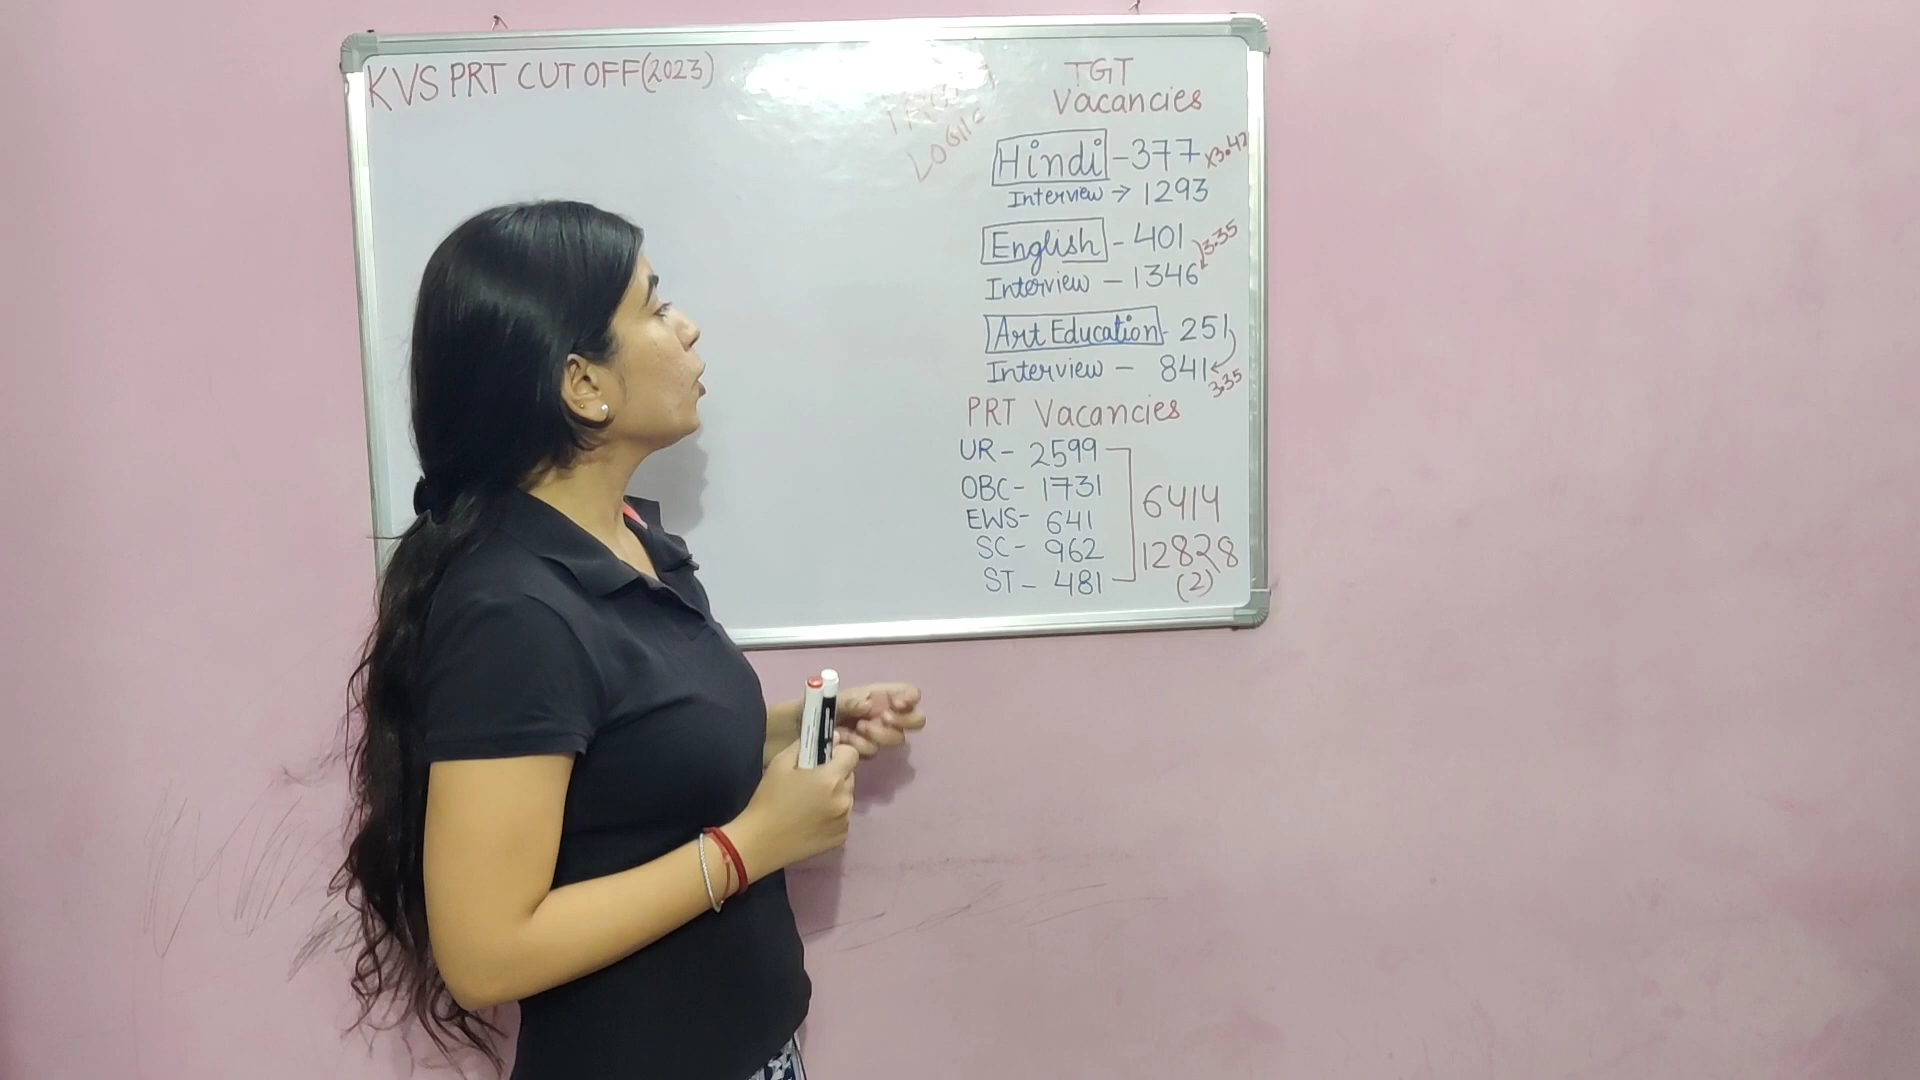 KVS PRT CUT OFF(2023)
LOGIC
TGT
Vacancies
Hindi - 377 x3.42
Interview → 1293
English - 401
3.35
Interview - 1346
Art Education - 251
Interview - 841
3.35
PRT Vacancies
UR - 2599
OBC - 1731
EWS - 641
SC - 962
ST - 481
6414
12828
(2)